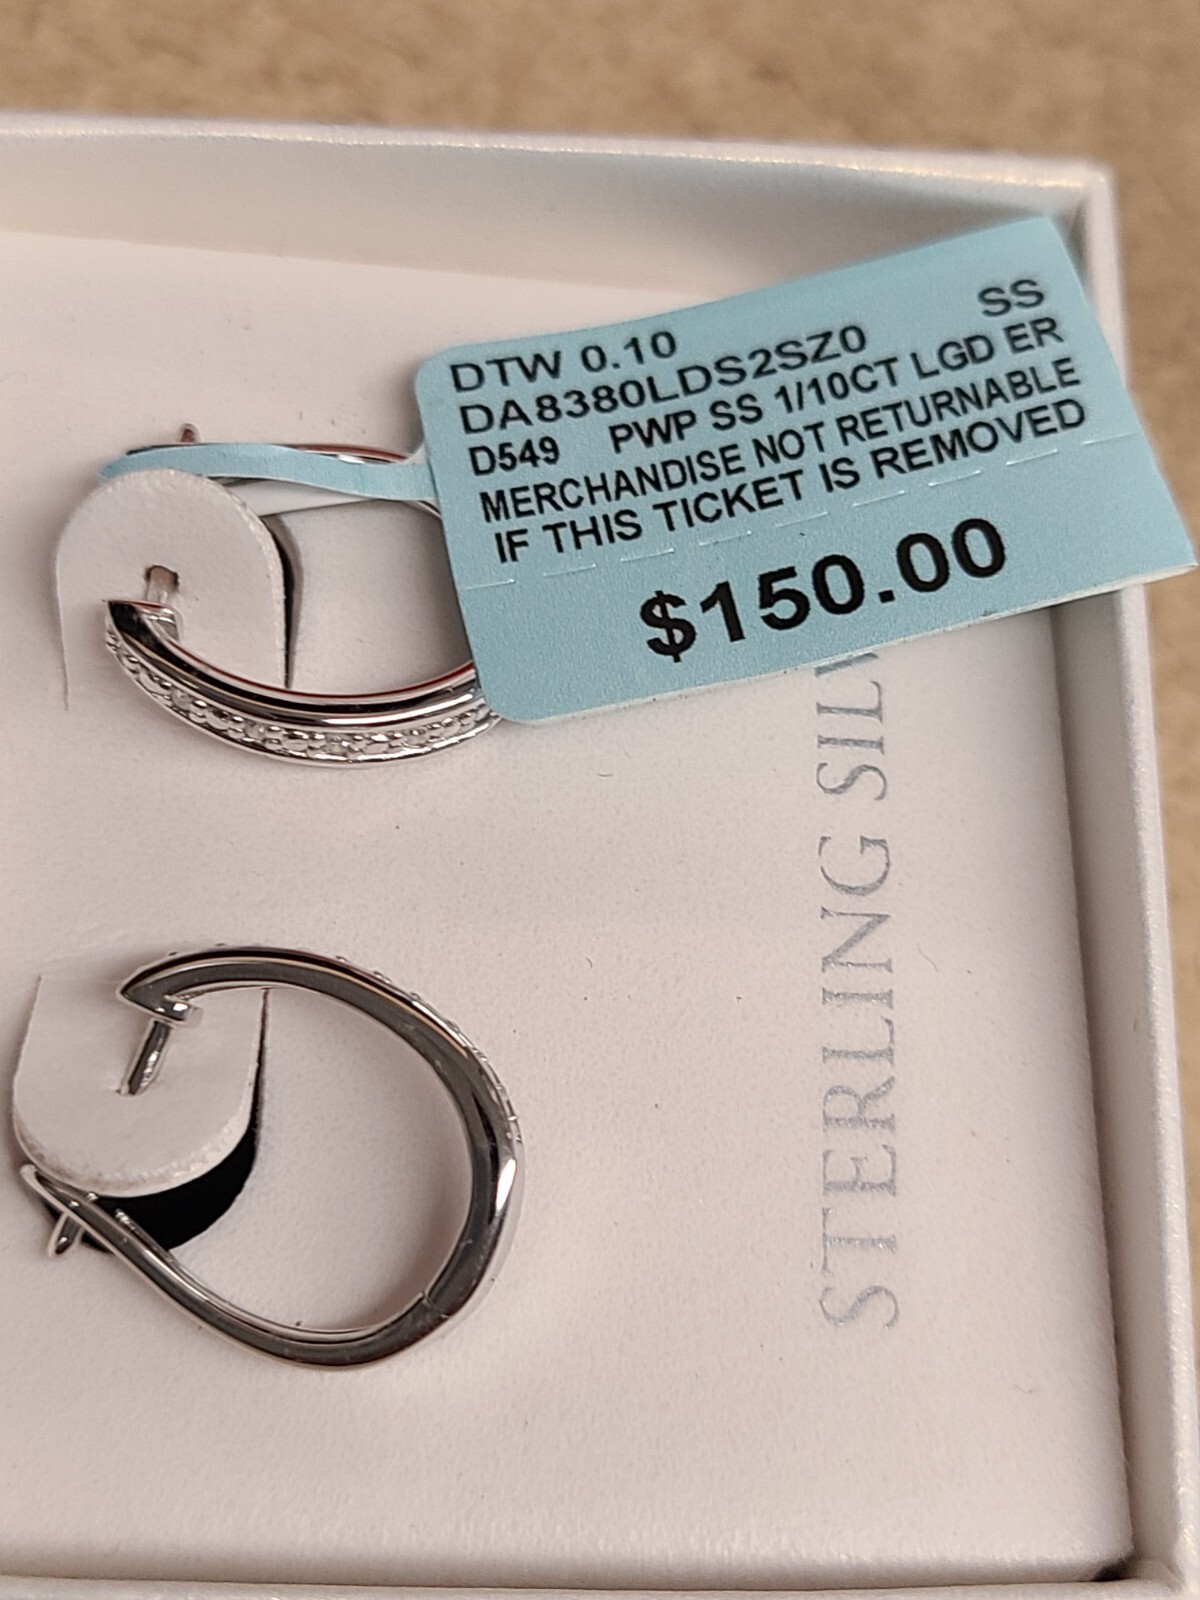 DTW 0.10 SS
DA8380LDS2SZ0
D549 PWP SS 1/10CT LGD ER
MERCHANDISE NOT RETURNABLE
IF THIS TICKET IS REMOVED
$150.00
STERLING SIL